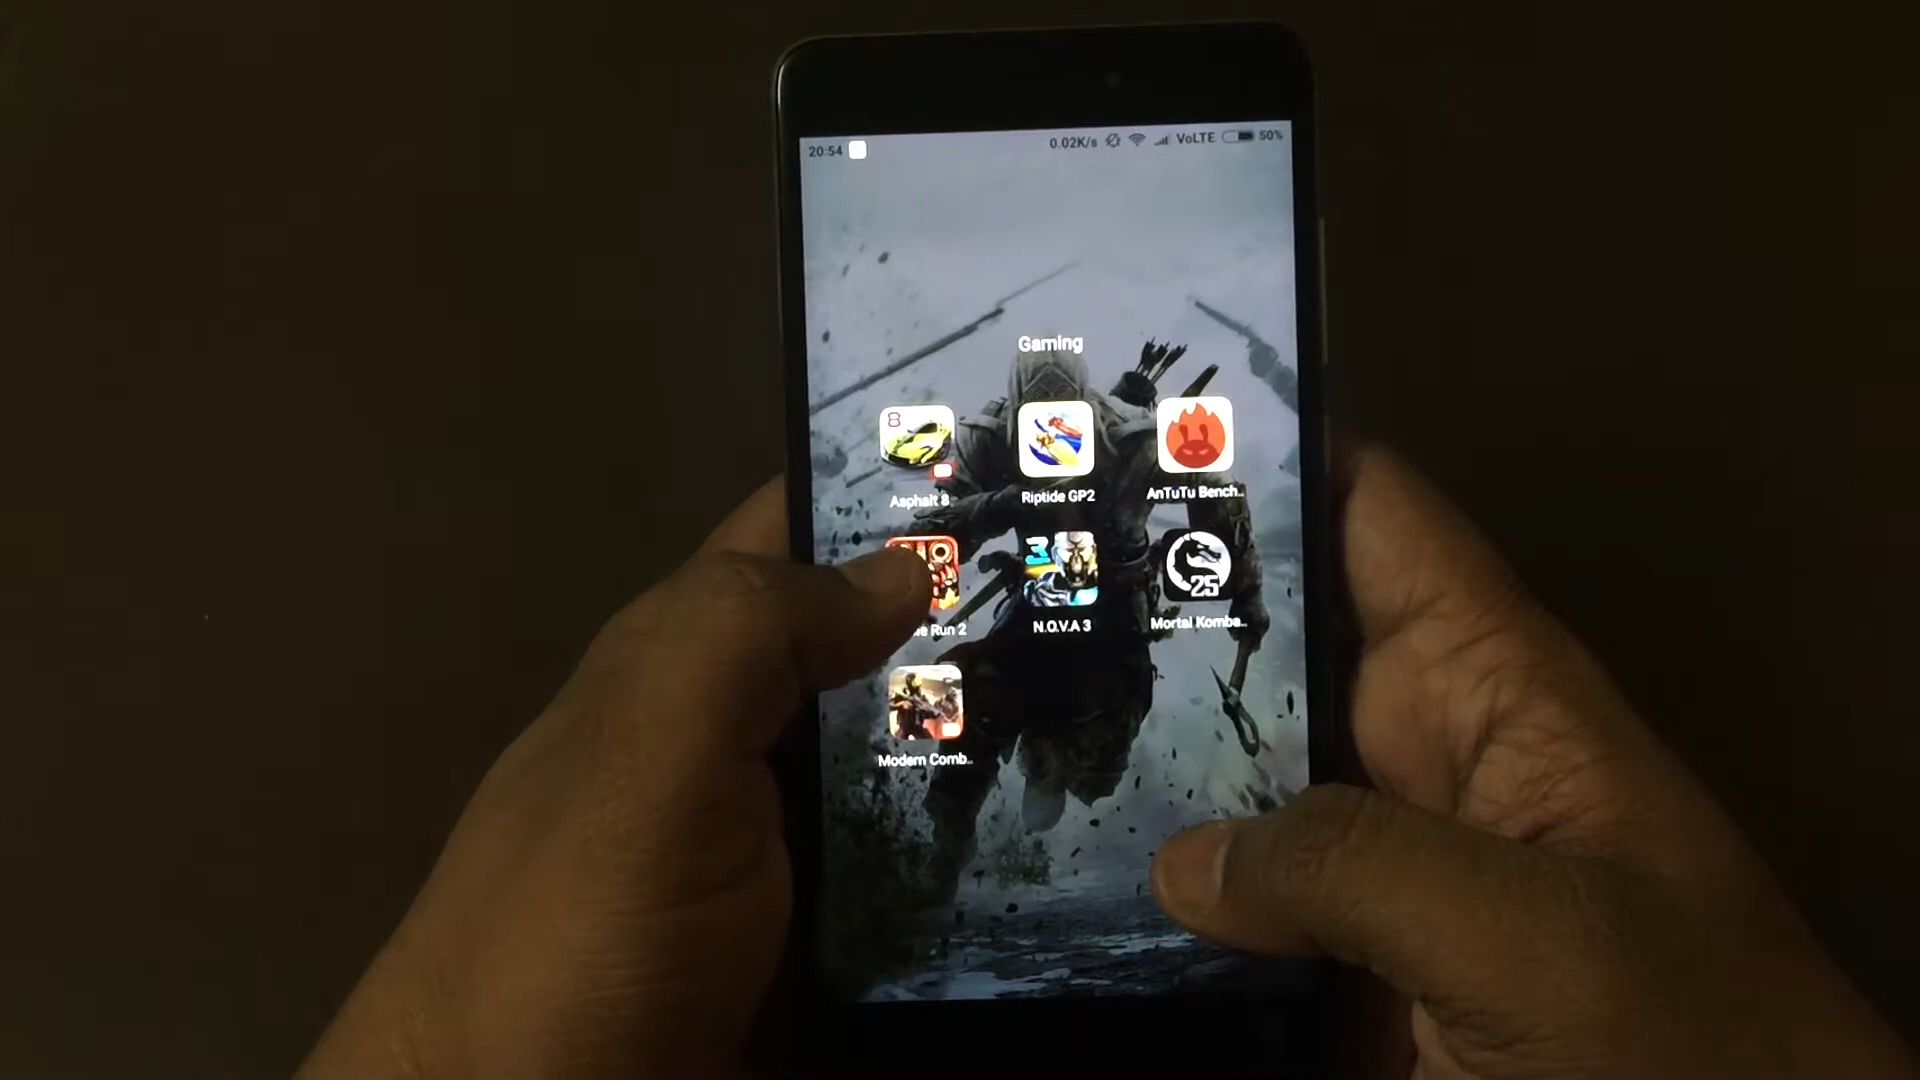 20:54 0.02K/s VoLTE 50%
Gaming
8
Asphalt 8 Riptide GP2 AnTuTu Bench..
3 25
Run 2 N.O.V.A 3 Mortal Komba..
Modern Comb..